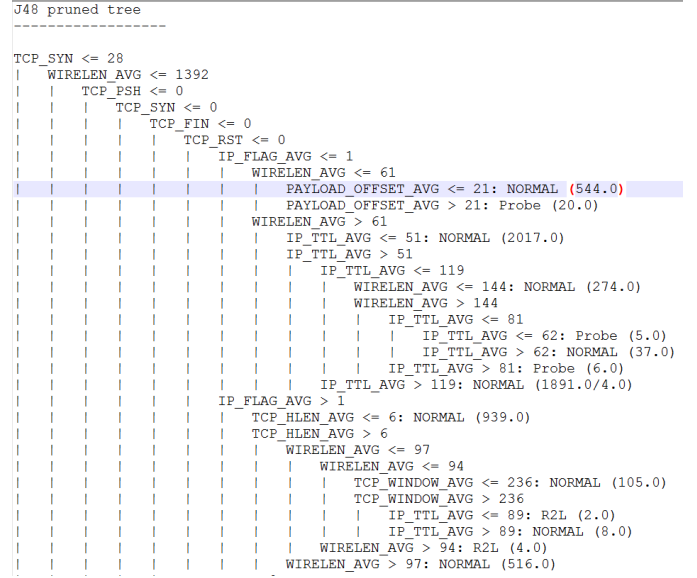 J48 pruned tree
------------------
TCP_SYN <= 28
|   WIRELEN_AVG <= 1392
|   |   TCP_PSH <= 0
|   |   |   TCP_SYN <= 0
|   |   |   |   TCP_FIN <= 0
|   |   |   |   |   TCP_RST <= 0
|   |   |   |   |   |   IP_FLAG_AVG <= 1
|   |   |   |   |   |   |   WIRELEN_AVG <= 61
|   |   |   |   |   |   |   |   PAYLOAD_OFFSET_AVG <= 21: NORMAL (544.0)
|   |   |   |   |   |   |   |   PAYLOAD_OFFSET_AVG > 21: Probe (20.0)
|   |   |   |   |   |   |   WIRELEN_AVG > 61
|   |   |   |   |   |   |   |   IP_TTL_AVG <= 51: NORMAL (2017.0)
|   |   |   |   |   |   |   |   IP_TTL_AVG > 51
|   |   |   |   |   |   |   |   |   IP_TTL_AVG <= 119
|   |   |   |   |   |   |   |   |   |   WIRELEN_AVG <= 144: NORMAL (274.0)
|   |   |   |   |   |   |   |   |   |   WIRELEN_AVG > 144
|   |   |   |   |   |   |   |   |   |   |   IP_TTL_AVG <= 81
|   |   |   |   |   |   |   |   |   |   |   |   IP_TTL_AVG <= 62: Probe (5.0)
|   |   |   |   |   |   |   |   |   |   |   |   IP_TTL_AVG > 62: NORMAL (37.0)
|   |   |   |   |   |   |   |   |   |   |   IP_TTL_AVG > 81: Probe (6.0)
|   |   |   |   |   |   |   |   |   IP_TTL_AVG > 119: NORMAL (1891.0/4.0)
|   |   |   |   |   |   IP_FLAG_AVG > 1
|   |   |   |   |   |   |   TCP_HLEN_AVG <= 6: NORMAL (939.0)
|   |   |   |   |   |   |   TCP_HLEN_AVG > 6
|   |   |   |   |   |   |   |   WIRELEN_AVG <= 97
|   |   |   |   |   |   |   |   |   WIRELEN_AVG <= 94
|   |   |   |   |   |   |   |   |   |   TCP_WINDOW_AVG <= 236: NORMAL (105.0)
|   |   |   |   |   |   |   |   |   |   TCP_WINDOW_AVG > 236
|   |   |   |   |   |   |   |   |   |   |   IP_TTL_AVG <= 89: R2L (2.0)
|   |   |   |   |   |   |   |   |   |   |   IP_TTL_AVG > 89: NORMAL (8.0)
|   |   |   |   |   |   |   |   |   WIRELEN_AVG > 94: R2L (4.0)
|   |   |   |   |   |   |   |   WIRELEN_AVG > 97: NORMAL (516.0)